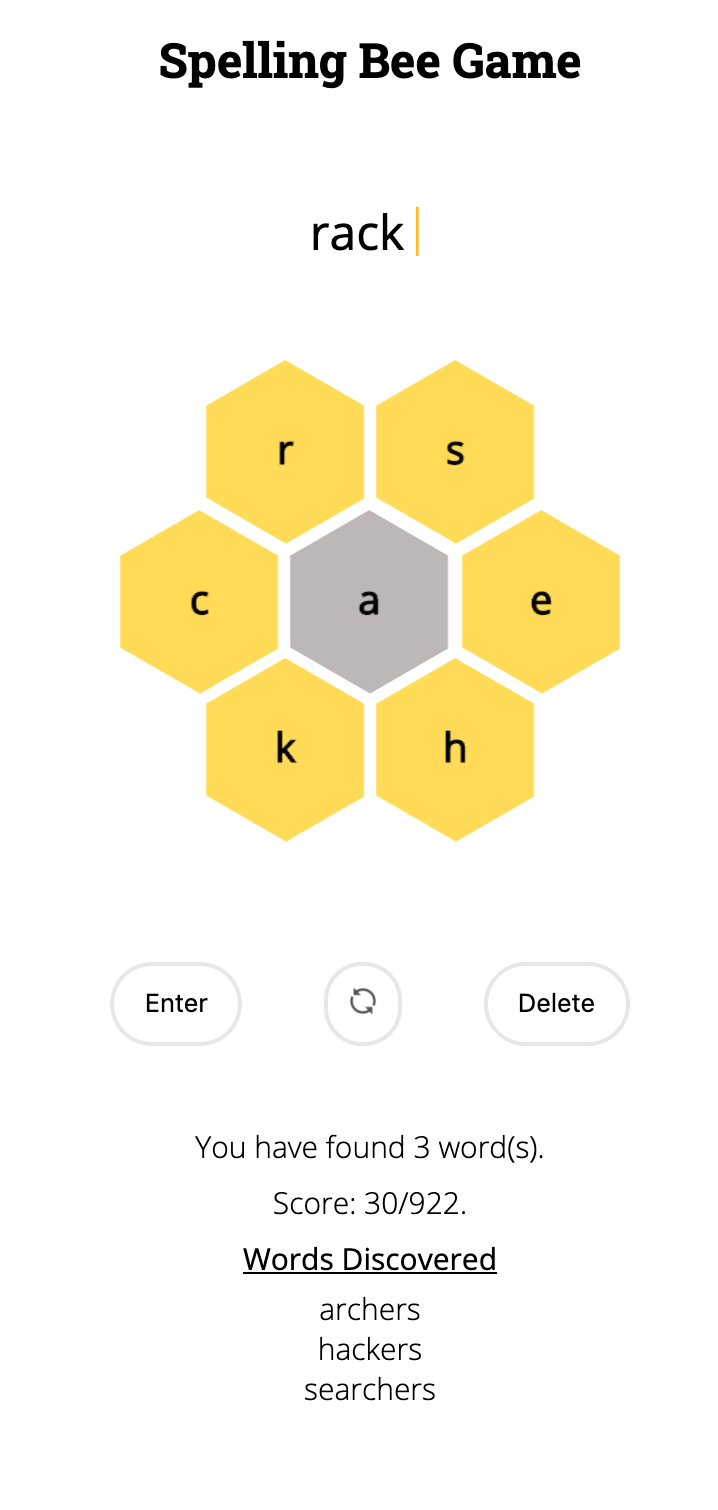 Spelling Bee Game
rack
r s
c a e
k h
Enter Delete
You have found 3 word(s).
Score: 30/922.
Words Discovered
archers
hackers
searchers